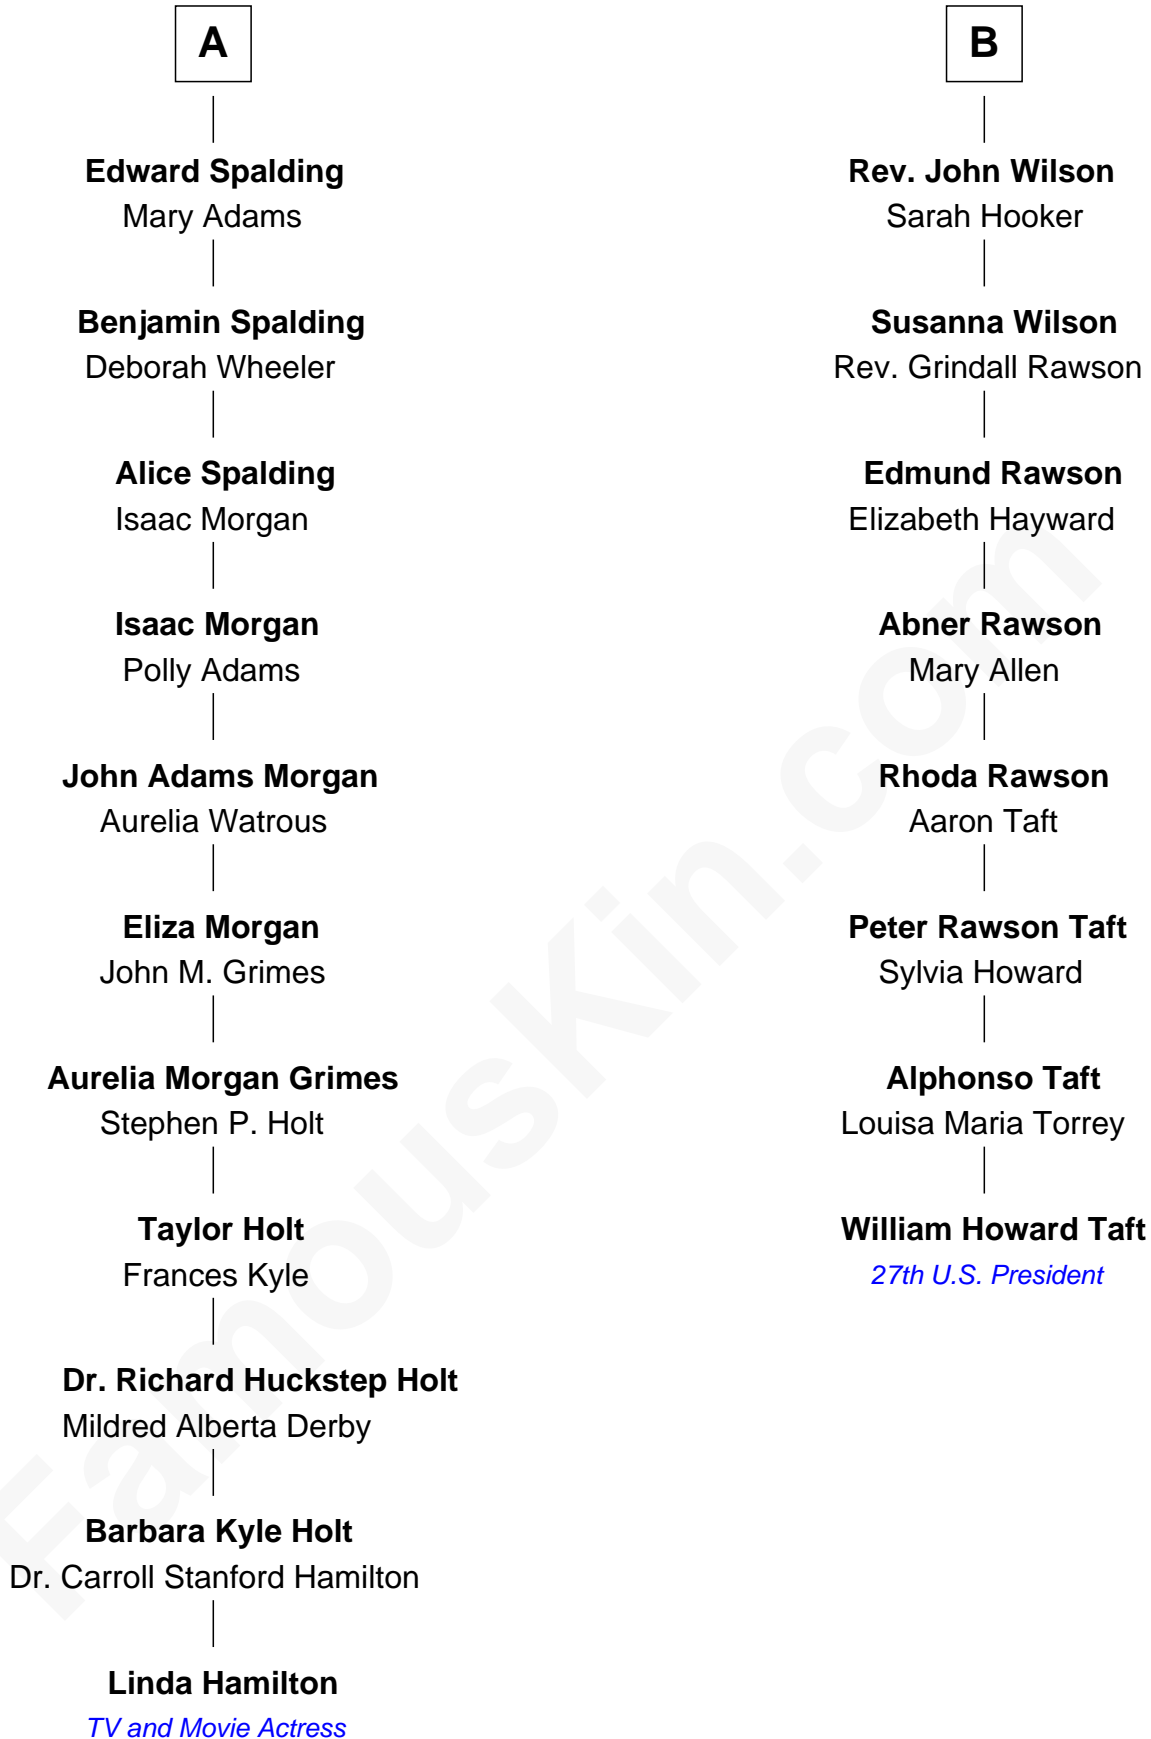 A
Edward Spalding
Mary Adams
Benjamin Spalding
Deborah Wheeler
Alice Spalding
Isaac Morgan
Isaac Morgan
Polly Adams
John Adams Morgan
Aurelia Watrous
Eliza Morgan
John M. Grimes
Aurelia Morgan Grimes
Stephen P. Holt
Taylor Holt
Frances Kyle
Dr. Richard Huckstep Holt
Mildred Alberta Derby
Barbara Kyle Holt
Dr. Carroll Stanford Hamilton
Linda Hamilton
TV and Movie Actress
B
Rev. John Wilson
Sarah Hooker
Susanna Wilson
Rev. Grindall Rawson
Edmund Rawson
Elizabeth Hayward
Abner Rawson
Mary Allen
Rhoda Rawson
Aaron Taft
Peter Rawson Taft
Sylvia Howard
Alphonso Taft
Louisa Maria Torrey
William Howard Taft
27th U.S. President
FamousKin.com